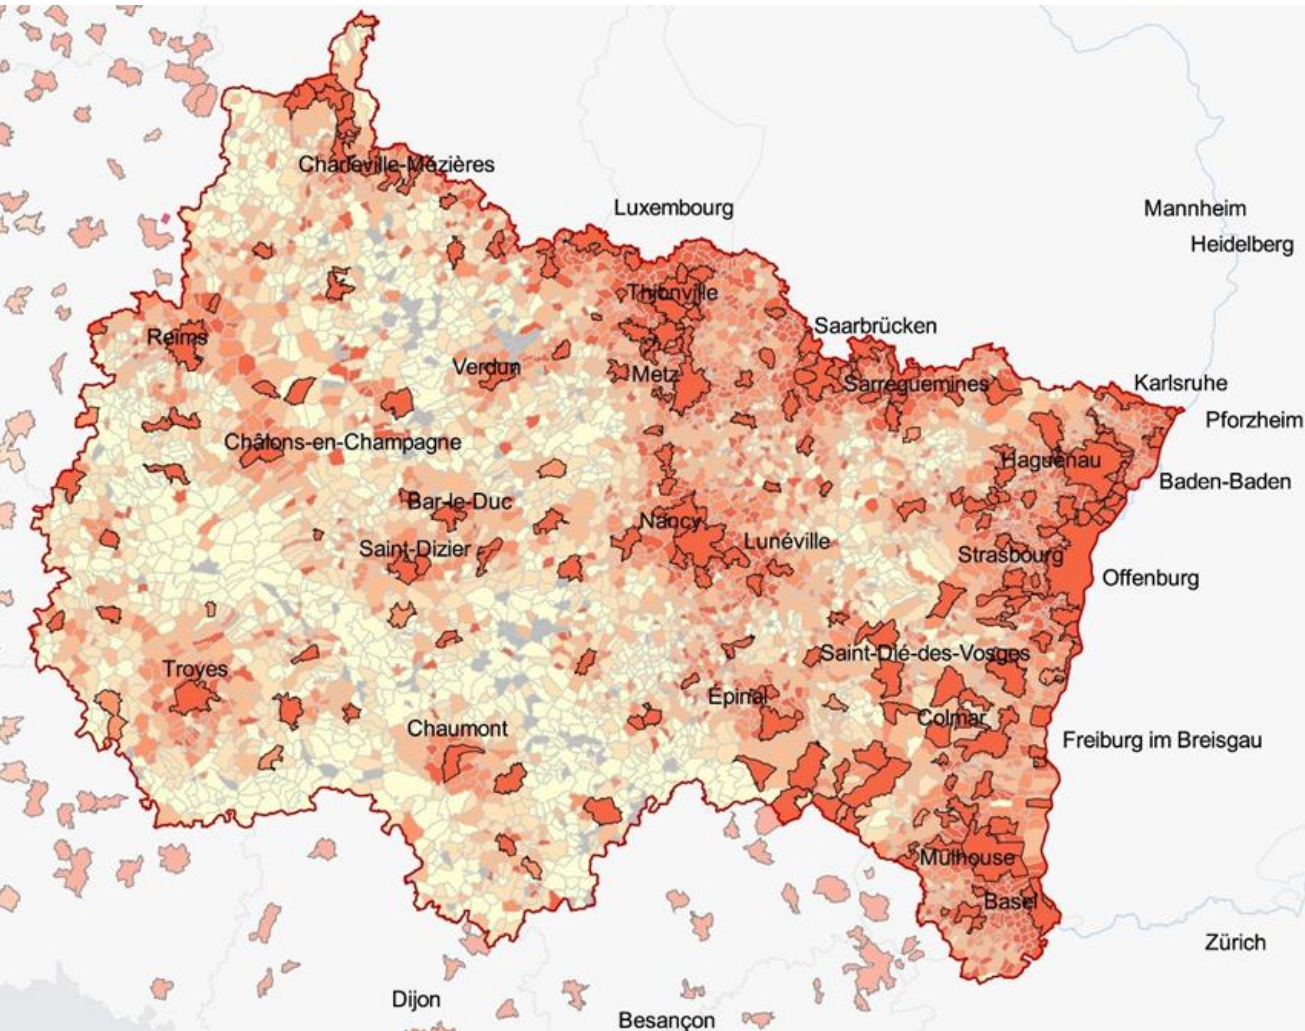 Charleville-Mézières
Luxembourg
Mannheim
Heidelberg
Thionville
Reims
Saarbrücken
Verdun
Metz
Sarreguemines
Karlsruhe
Pforzheim
Châlons-en-Champagne
Haguenau
Baden-Baden
Bar-le-Duc
Nancy
Lunéville
Saint-Dizier
Strasbourg
Offenburg
Saint-Dié-des-Vosges
Troyes
Épinal
Colmar
Chaumont
Freiburg im Breisgau
Mulhouse
Basel
Zürich
Dijon
Besançon